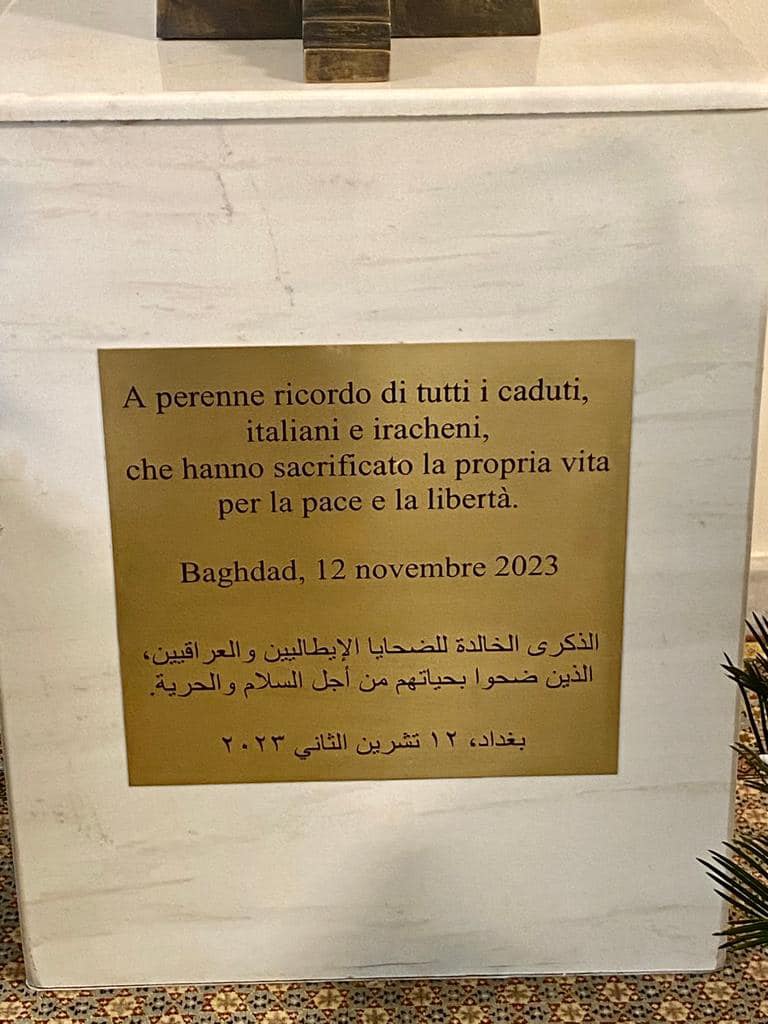 A perenne ricordo di tutti i caduti,
italiani e iracheni,
che hanno sacrificato la propria vita
per la pace e la libertà.
Baghdad, 12 novembre 2023
الذكرى الخالدة للضحايا الإيطاليين والعراقيين،
الذين ضحوا بحياتهم من أجل السلام والحرية.
بغداد، ١٢ تشرين الثاني ٢٠٢٣